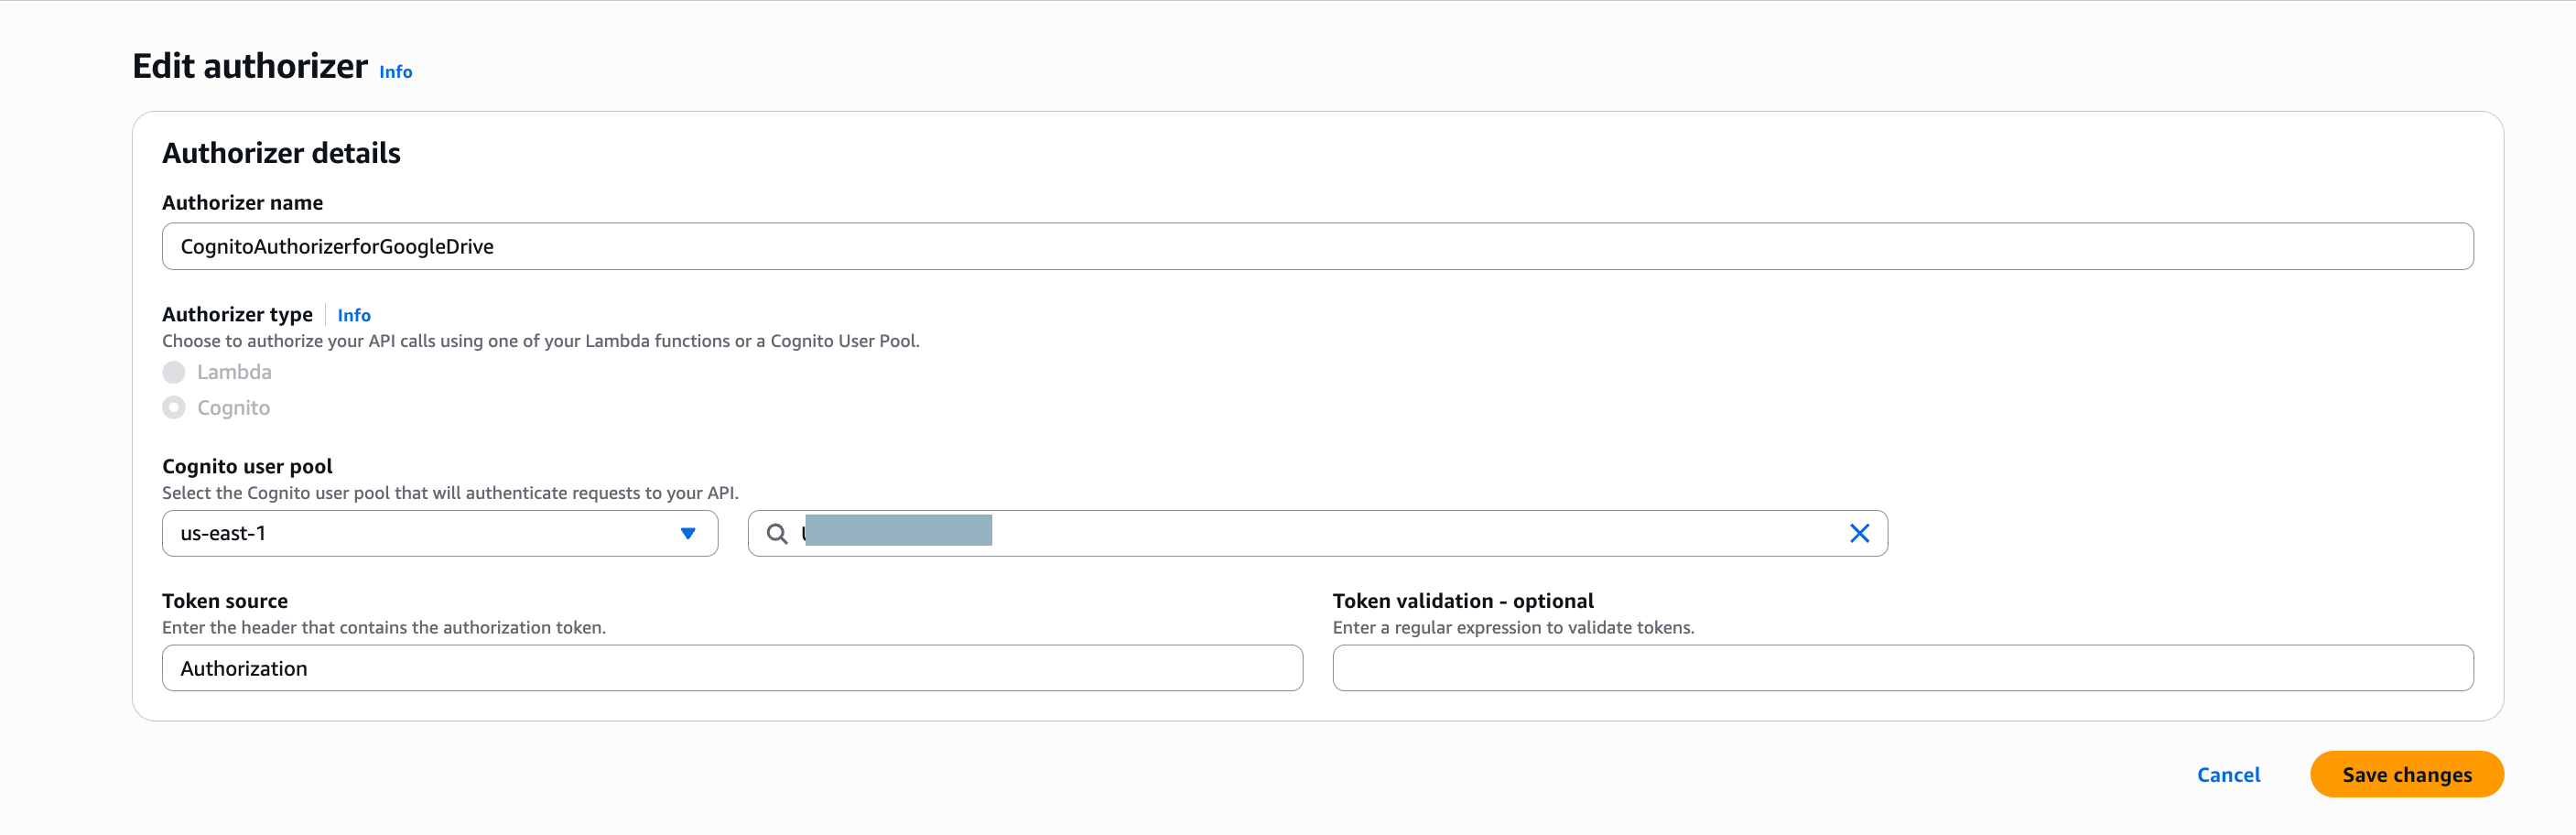 Edit authorizer Info
Authorizer details
Authorizer name
CognitoAuthorizerforGoogleDrive
Authorizer type Info
Choose to authorize your API calls using one of your Lambda functions or a Cognito User Pool.
Lambda
Cognito
Cognito user pool
Select the Cognito user pool that will authenticate requests to your API.
us-east-1
Token source
Enter the header that contains the authorization token.
Authorization
Token validation - optional
Enter a regular expression to validate tokens.
Cancel Save changes